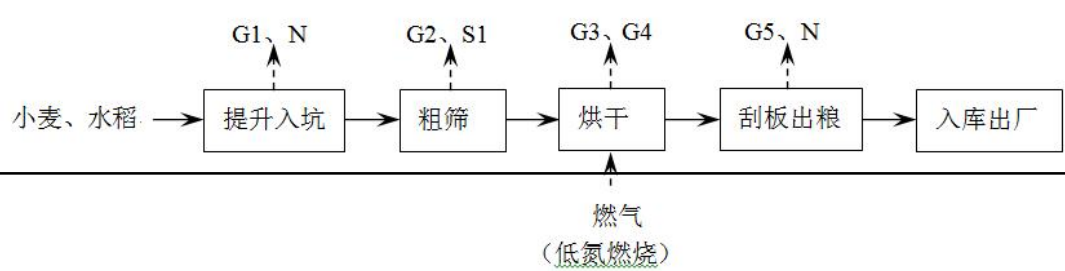 G1、N
G2、S1
G3、G4
G5、N
小麦、水稻
提升入坑
粗筛
烘干
刮板出粮
入库出厂
燃气
（低氮燃烧）